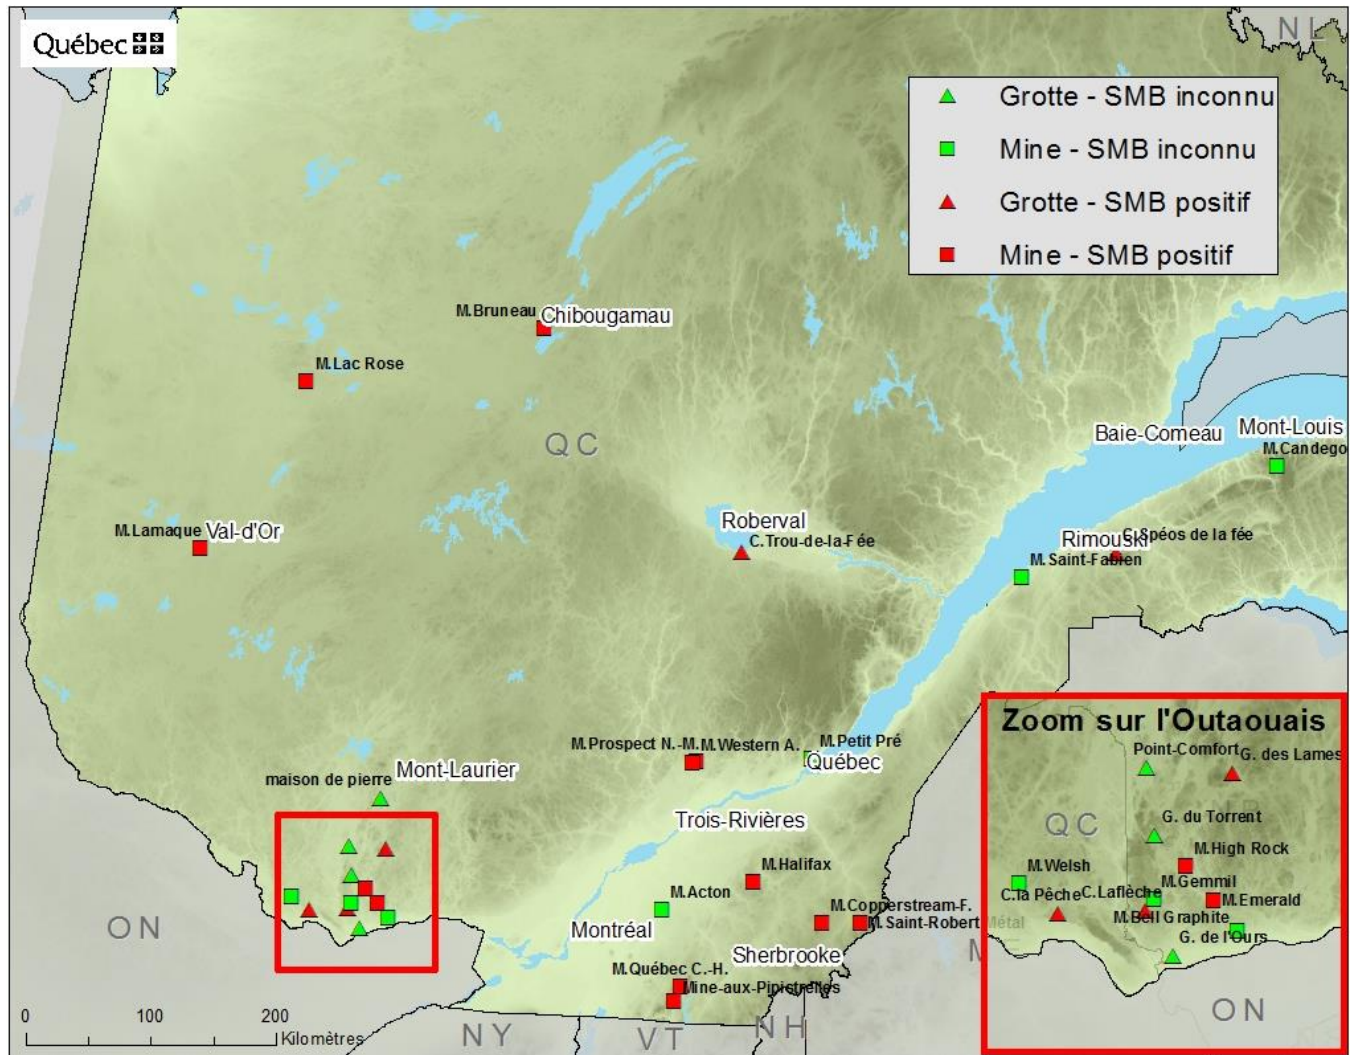 Québec
NL
Grotte - SMB inconnu
Mine - SMB inconnu
Grotte - SMB positif
Mine - SMB positif
M.Bruneau
Chibougamau
M.Lac Rose
QC
Baie-Comeau
Mont-Louis
M.Candego
M.Lamaque
Val-d'Or
Roberval
C.Trou-de-la-Fée
Rimouski
C.Spéos de la fée
M.Saint-Fabien
M.Prospect N.-M.
M.Western A.
M.Petit Pré
Québec
maison de pierre
Mont-Laurier
Trois-Rivières
M.Halifax
M.Acton
M.Copperstream-F.
M.Saint-Robert Métal
Montréal
Sherbrooke
M.Québec C.-H.
Mine-aux-Pipistrelles
ON
NY
VT
NH
0 100 200
Kilomètres
Zoom sur l'Outaouais
Point-Comfort
G. des Lames
QC
G. du Torrent
M.High Rock
M.Welsh
M.Gemmil
C.la Pêche
C.Laflèche
M.Emerald
M.Bell Graphite
G. de l'Ours
ON